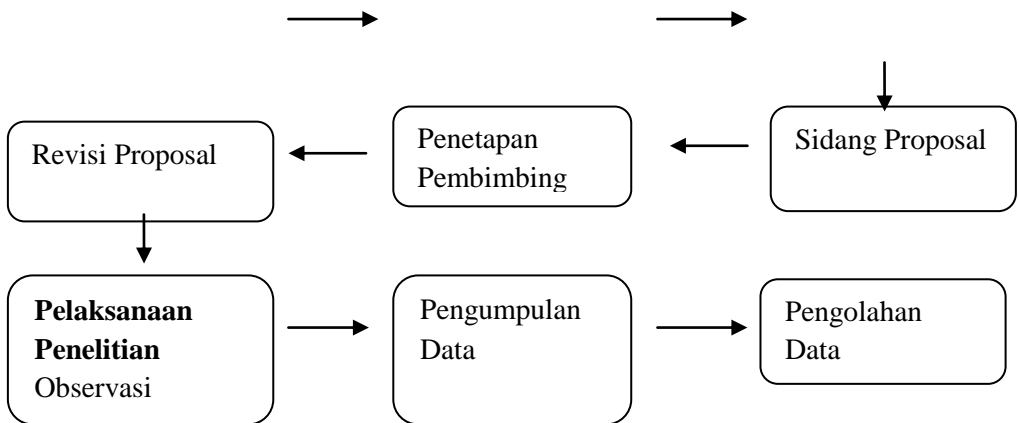 Revisi Proposal
Penetapan
Pembimbing
Sidang Proposal
Pelaksanaan
Penelitian
Observasi
Pengumpulan
Data
Pengolahan
Data